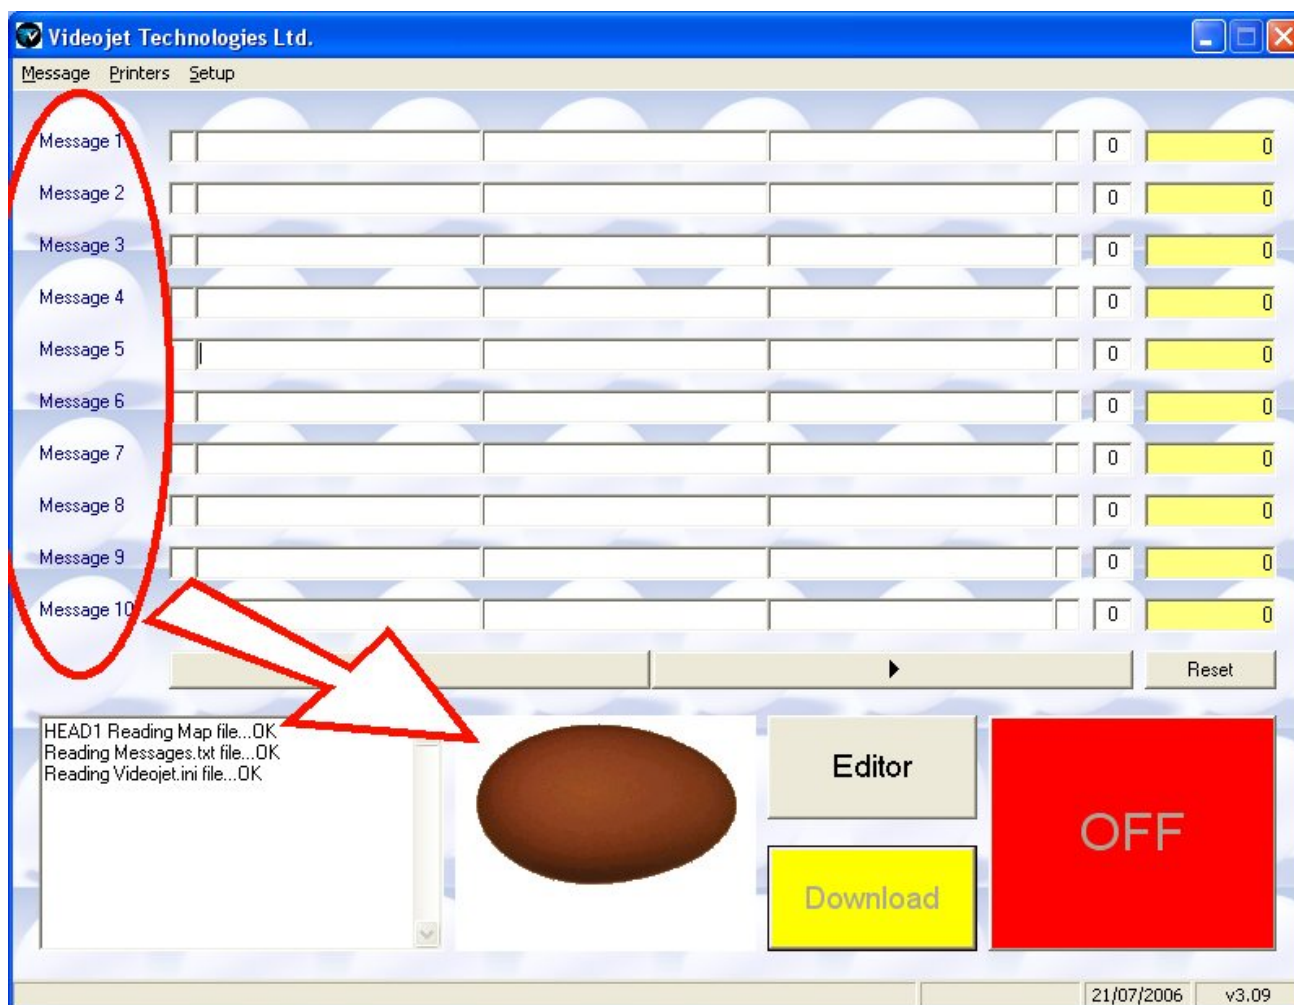 Videojet Technologies Ltd.
Message Printers Setup
Message 1 0 0
Message 2 0 0
Message 3 0 0
Message 4 0 0
Message 5 0 0
Message 6 0 0
Message 7 0 0
Message 8 0 0
Message 9 0 0
Message 10 0 0
Reset
HEAD1 Reading Map file...OK
Reading Messages.txt file...OK
Reading Videojet.ini file...OK
Editor
Download
OFF
21/07/2006 v3.09